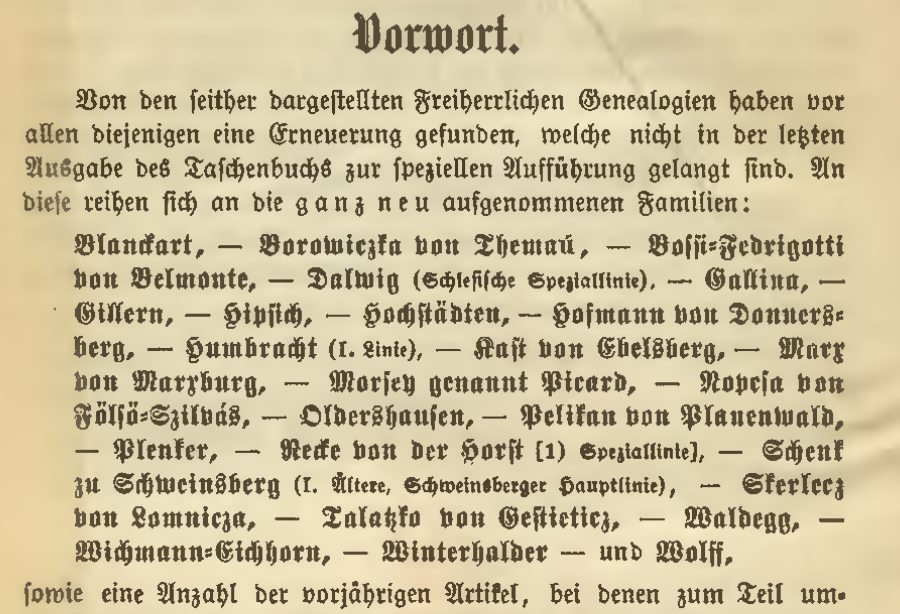 Vorwort.
Von den seither dargestellten Freiherrlichen Genealogien haben vor
allen diejenigen eine Erneuerung gefunden, welche nicht in der letzten
Ausgabe des Taschenbuchs zur speziellen Aufführung gelangt sind. An
diese reihen sich an die ganz neu aufgenommenen Familien:
Blanckart, — Borowiczka von Themaú, — Bossi-Fedrigotti
von Belmonte, — Dalwig (Schlesische Speziallinie). — Gallina, —
Gillern, — Hipsich, — Hochstädten, — Hofmann von Donners-
berg, — Humbracht (I. Linie), — Kast von Ebelsberg, — Marx
von Marxburg, — Morsey genannt Picard, — Nopcsa von
Fölsö-Szilvás, — Oldershausen, — Pelikan von Plauenwald,
— Plenker, — Recke von der Horst [1) Speziallinie], — Schenk
zu Schweinsberg (I. Ältere, Schweinsberger Hauptlinie), — Skerlecz
von Lomnicza, — Talatzko von Gestieticz, — Waldegg, —
Wichmann-Eichhorn, — Winterhalder — und Wolff,
sowie eine Anzahl der vorjährigen Artikel, bei denen zum Teil um-